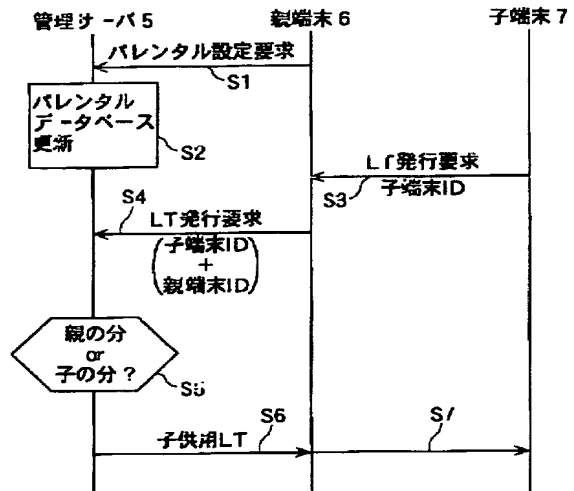 管理サーバ5
親端末6
子端末7
パレンタル設定要求
S1
パレンタル
データベース
更新
S2
LT発行要求
子端末ID
S3
S4
LT発行要求
子端末ID
+
親端末ID
親の分
or
子の分?
S5
子供用LT
S6
S7